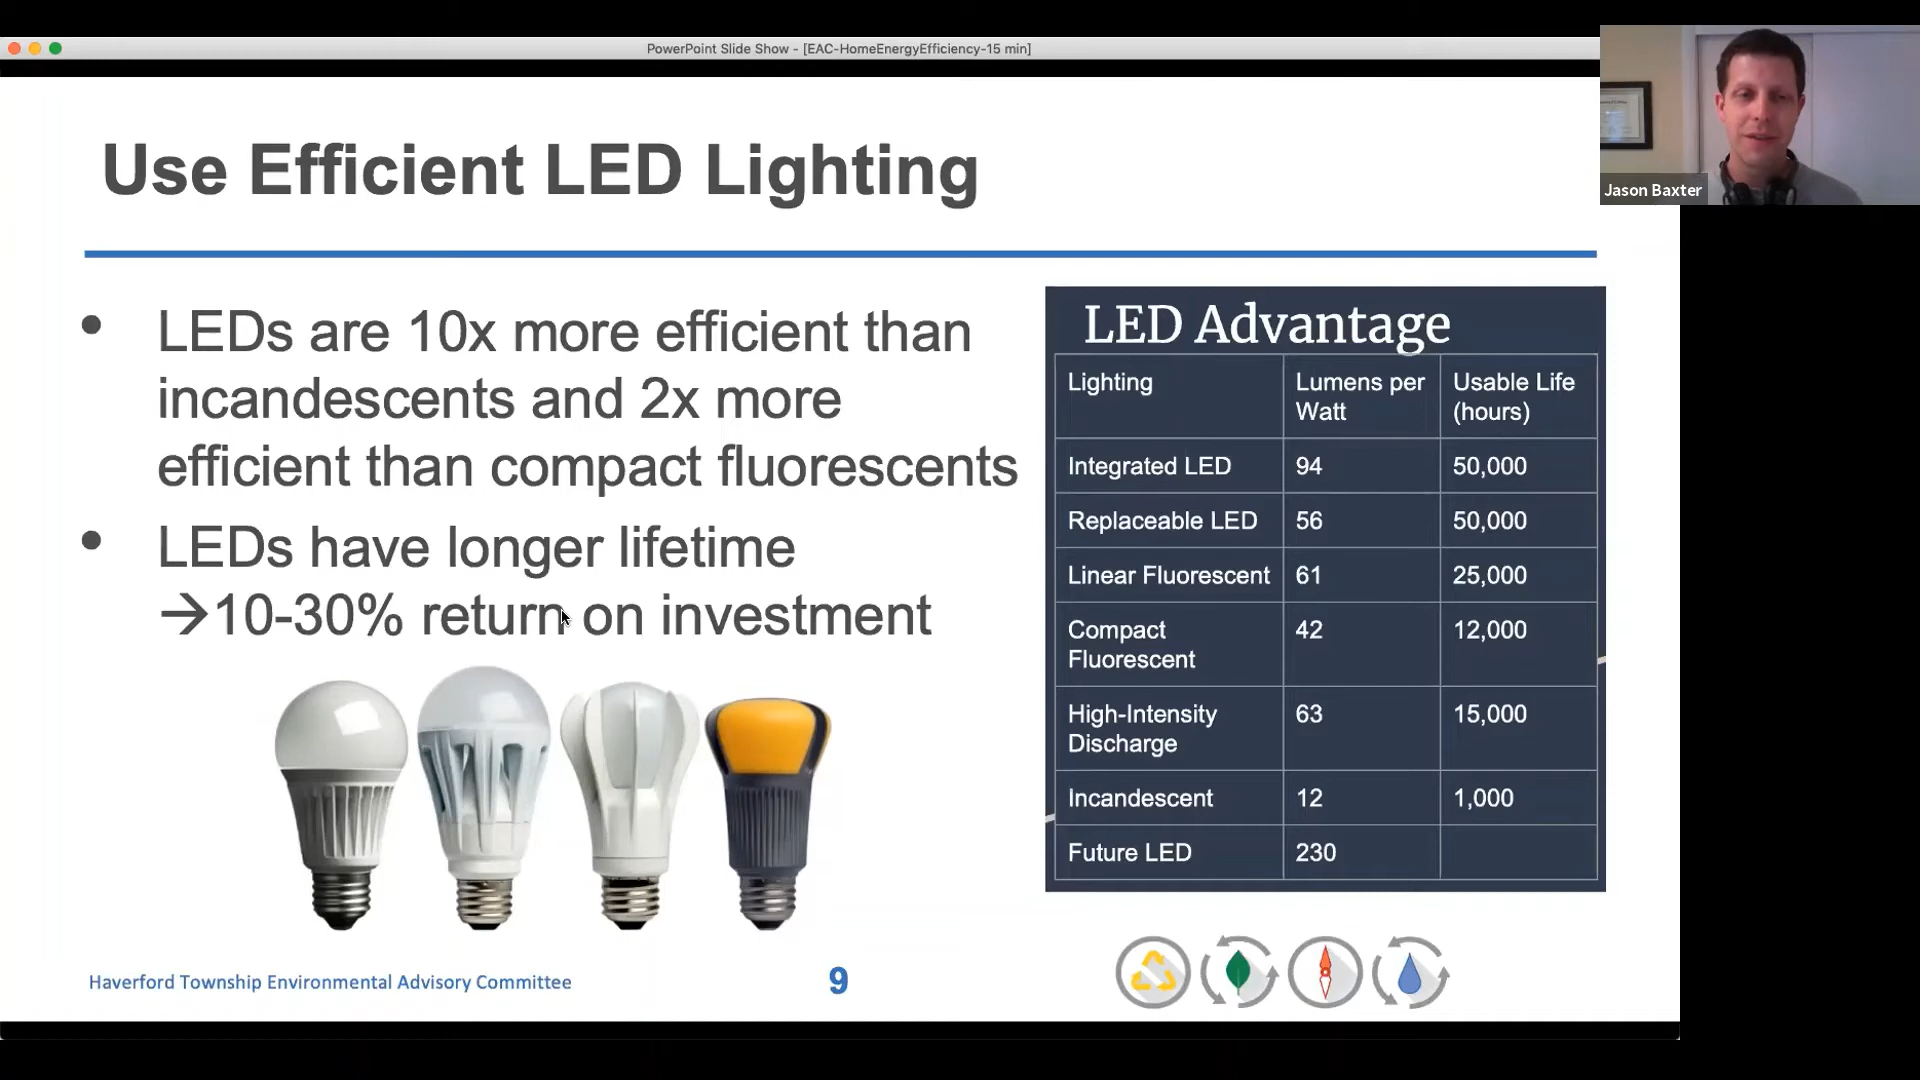 PowerPoint Slide Show - [EAC-HomeEnergyEfficiency-15 min]
Jason Baxter
Use Efficient LED Lighting
• LEDs are 10x more efficient than
incandescents and 2x more
efficient than compact fluorescents
• LEDs have longer lifetime
→10-30% return on investment
LED Advantage
Lighting
Lumens per
Watt
Usable Life
(hours)
Integrated LED 94 50,000
Replaceable LED 56 50,000
Linear Fluorescent 61 25,000
Compact
Fluorescent
42 12,000
High-Intensity
Discharge
63 15,000
Incandescent 12 1,000
Future LED 230
Haverford Township Environmental Advisory Committee
9